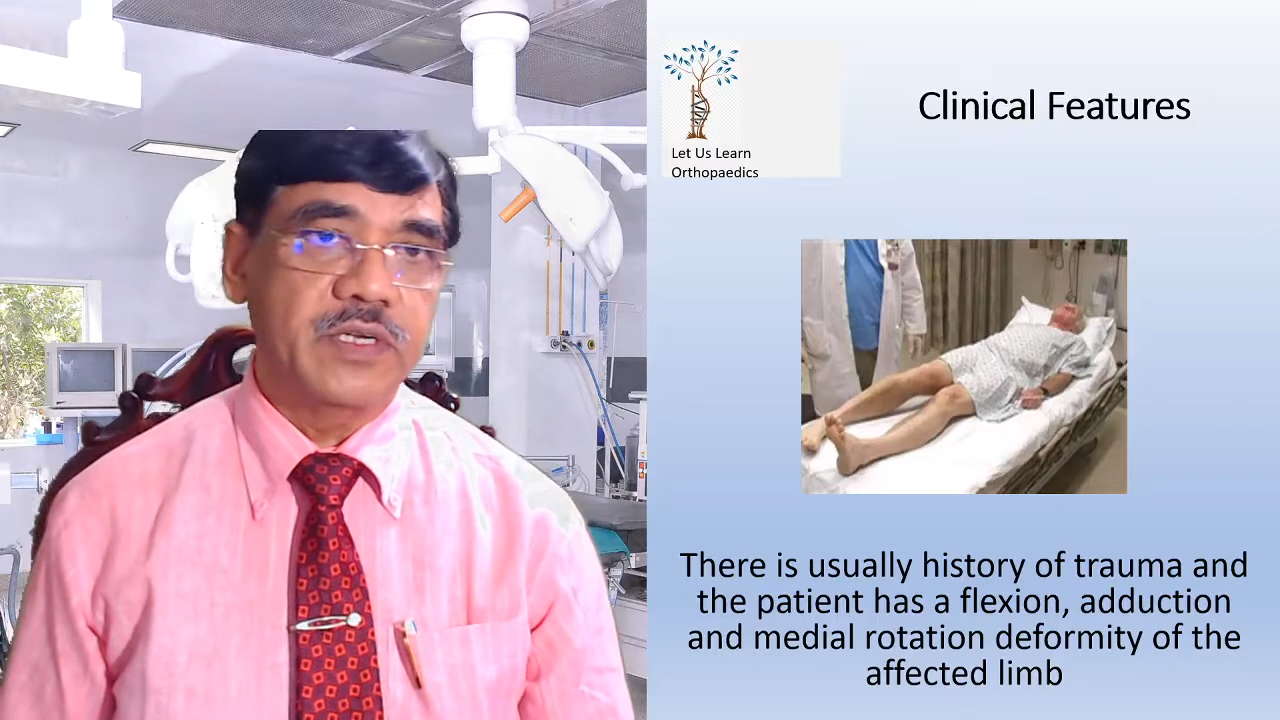 Let Us Learn
Orthopaedics
Clinical Features
There is usually history of trauma and
the patient has a flexion, adduction
and medial rotation deformity of the
affected limb